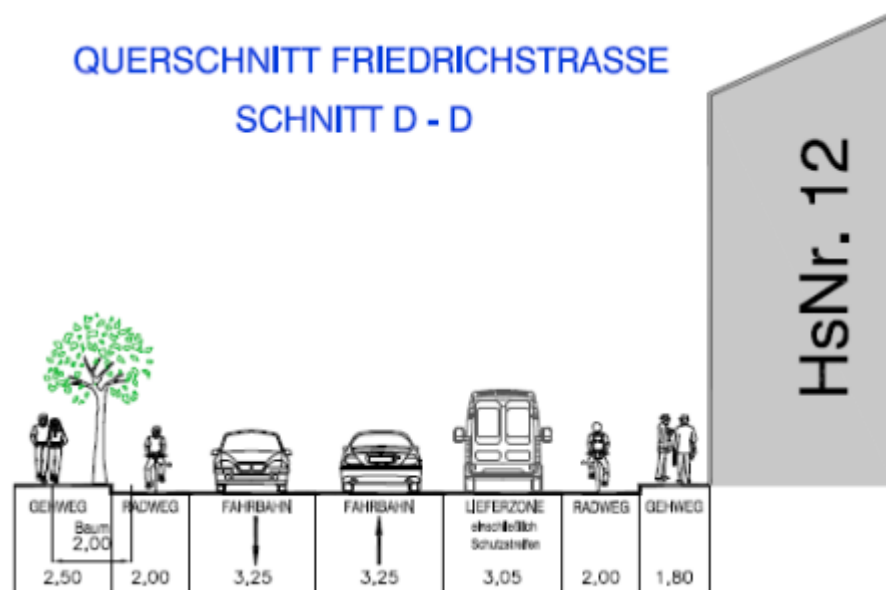 QUERSCHNITT FRIEDRICHSTRASSE
SCHNITT D - D
HsNr. 12
GEHWEG RADWEG FAHRBAHN FAHRBAHN LIEFERZONE RADWEG GEHWEG
einschließlich
Schutzstreifen
Baum
2,00
2,50 2,00 3,25 3,25 3,05 2,00 1,80